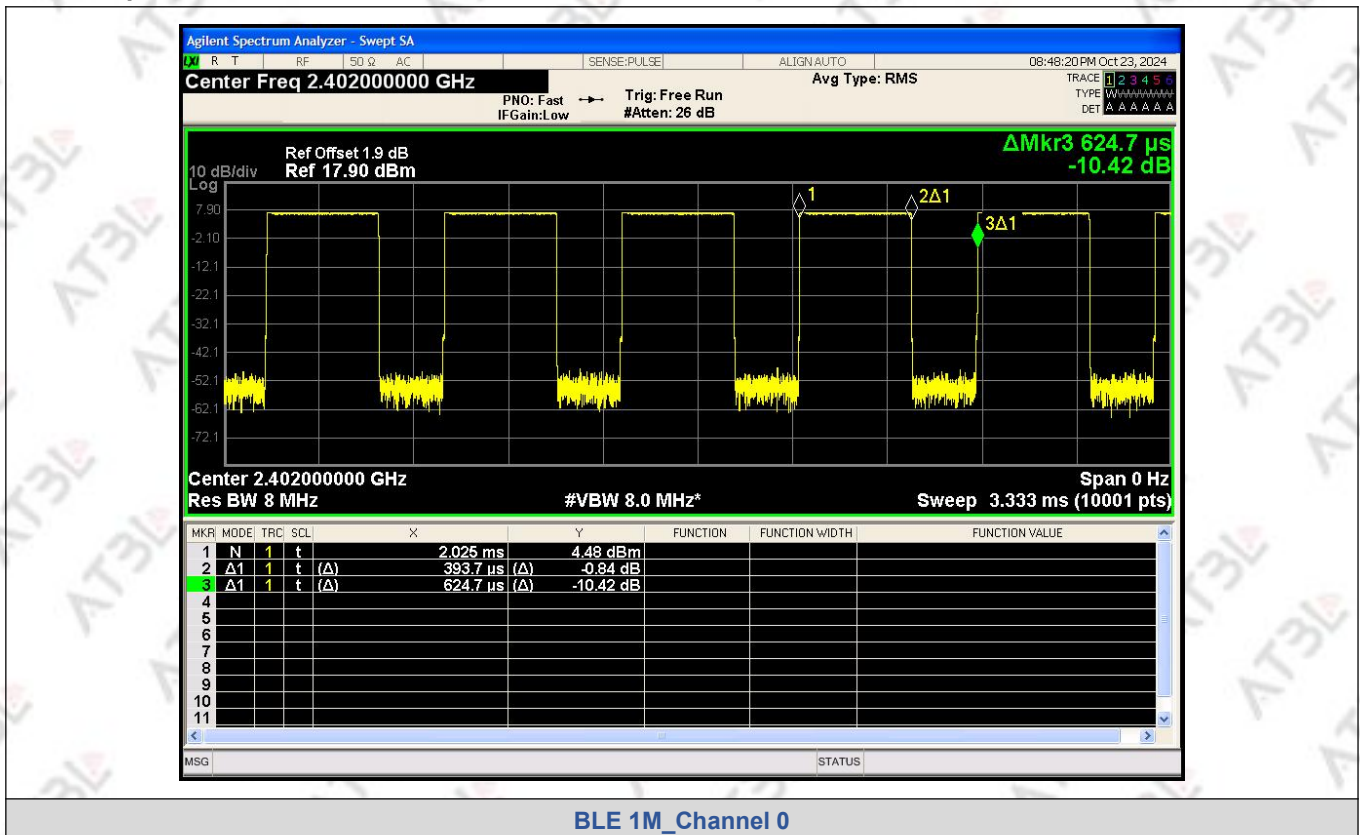 Agilent Spectrum Analyzer - Swept SA
LXI R T RF 50 Ω AC SENSE:PULSE ALIGN AUTO 08:48:20 PM Oct 23, 2024
Center Freq 2.402000000 GHz Avg Type: RMS TRACE 1 2 3 4 5 6
PNO: Fast Trig: Free Run TYPE WWWWWW
IFGain:Low #Atten: 26 dB DET A A A A A A
ΔMkr3 624.7 µs
-10.42 dB
Ref Offset 1.9 dB
10 dB/div Ref 17.90 dBm
Log
1 2Δ1
7.90
3Δ1
-2.10
-12.1
-22.1
-32.1
-42.1
-52.1
-62.1
-72.1
Center 2.402000000 GHz Span 0 Hz
Res BW 8 MHz #VBW 8.0 MHz* Sweep 3.333 ms (10001 pts)
MKR MODE TRC SCL X Y FUNCTION FUNCTION WIDTH FUNCTION VALUE
1 N 1 t 2.025 ms 4.48 dBm
2 Δ1 1 t (Δ) 393.7 µs (Δ) -0.84 dB
3 Δ1 1 t (Δ) 624.7 µs (Δ) -10.42 dB
4
5
6
7
8
9
10
11
MSG STATUS
BLE 1M_Channel 0